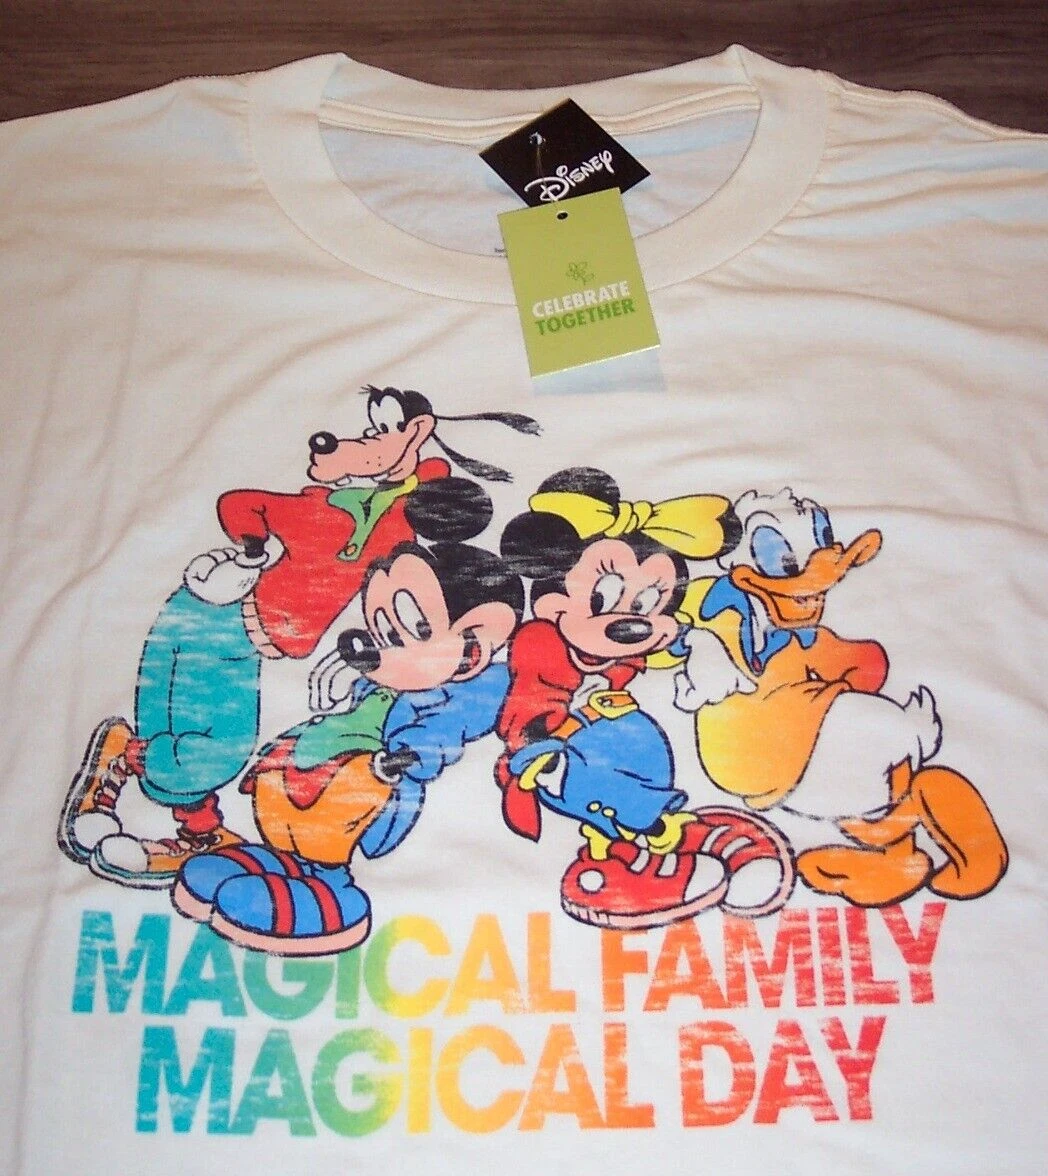 Disney
CELEBRATE
TOGETHER
MAGICAL FAMILY
MAGICAL DAY